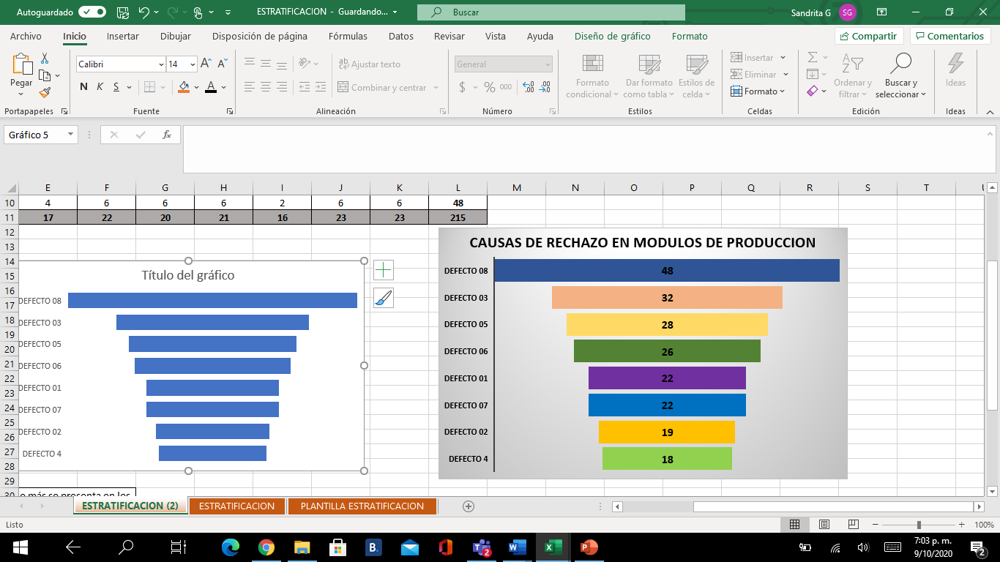 Autoguardado
ESTRATIFICACION - Guardando...
Buscar
Sandrita G
SG
Archivo Inicio Insertar Dibujar Disposición de página Fórmulas Datos Revisar Vista Ayuda Diseño de gráfico Formato
Compartir
Comentarios
Pegar
Calibri 14
N K S
Ajustar texto
Combinar y centrar
General
$ % 000
Formato condicional
Dar formato como tabla
Estilos de celda
Insertar
Eliminar
Formato
Ordenar y filtrar
Buscar y seleccionar
Ideas
Portapapeles Fuente Alineación Número Estilos Celdas Edición Ideas
Gráfico 5
fx
E F G H I J K L M N O P Q R S T
10 4 6 6 6 2 6 6 48
11 17 22 20 21 16 23 23 215
12
13
14
15
16
17
18
19
20
21
22
23
24
25
26
27
28
29
30
Título del gráfico
DEFECTO 08
DEFECTO 03
DEFECTO 05
DEFECTO 06
DEFECTO 01
DEFECTO 07
DEFECTO 02
DEFECTO 4
CAUSAS DE RECHAZO EN MODULOS DE PRODUCCION
DEFECTO 08 48
DEFECTO 03 32
DEFECTO 05 28
DEFECTO 06 26
DEFECTO 01 22
DEFECTO 07 22
DEFECTO 02 19
DEFECTO 4 18
más se presenta en los
ESTRATIFICACION (2) ESTRATIFICACION PLANTILLA ESTRATIFICACION
Listo
100%
B.
2
7:03 p. m.
9/10/2020
2